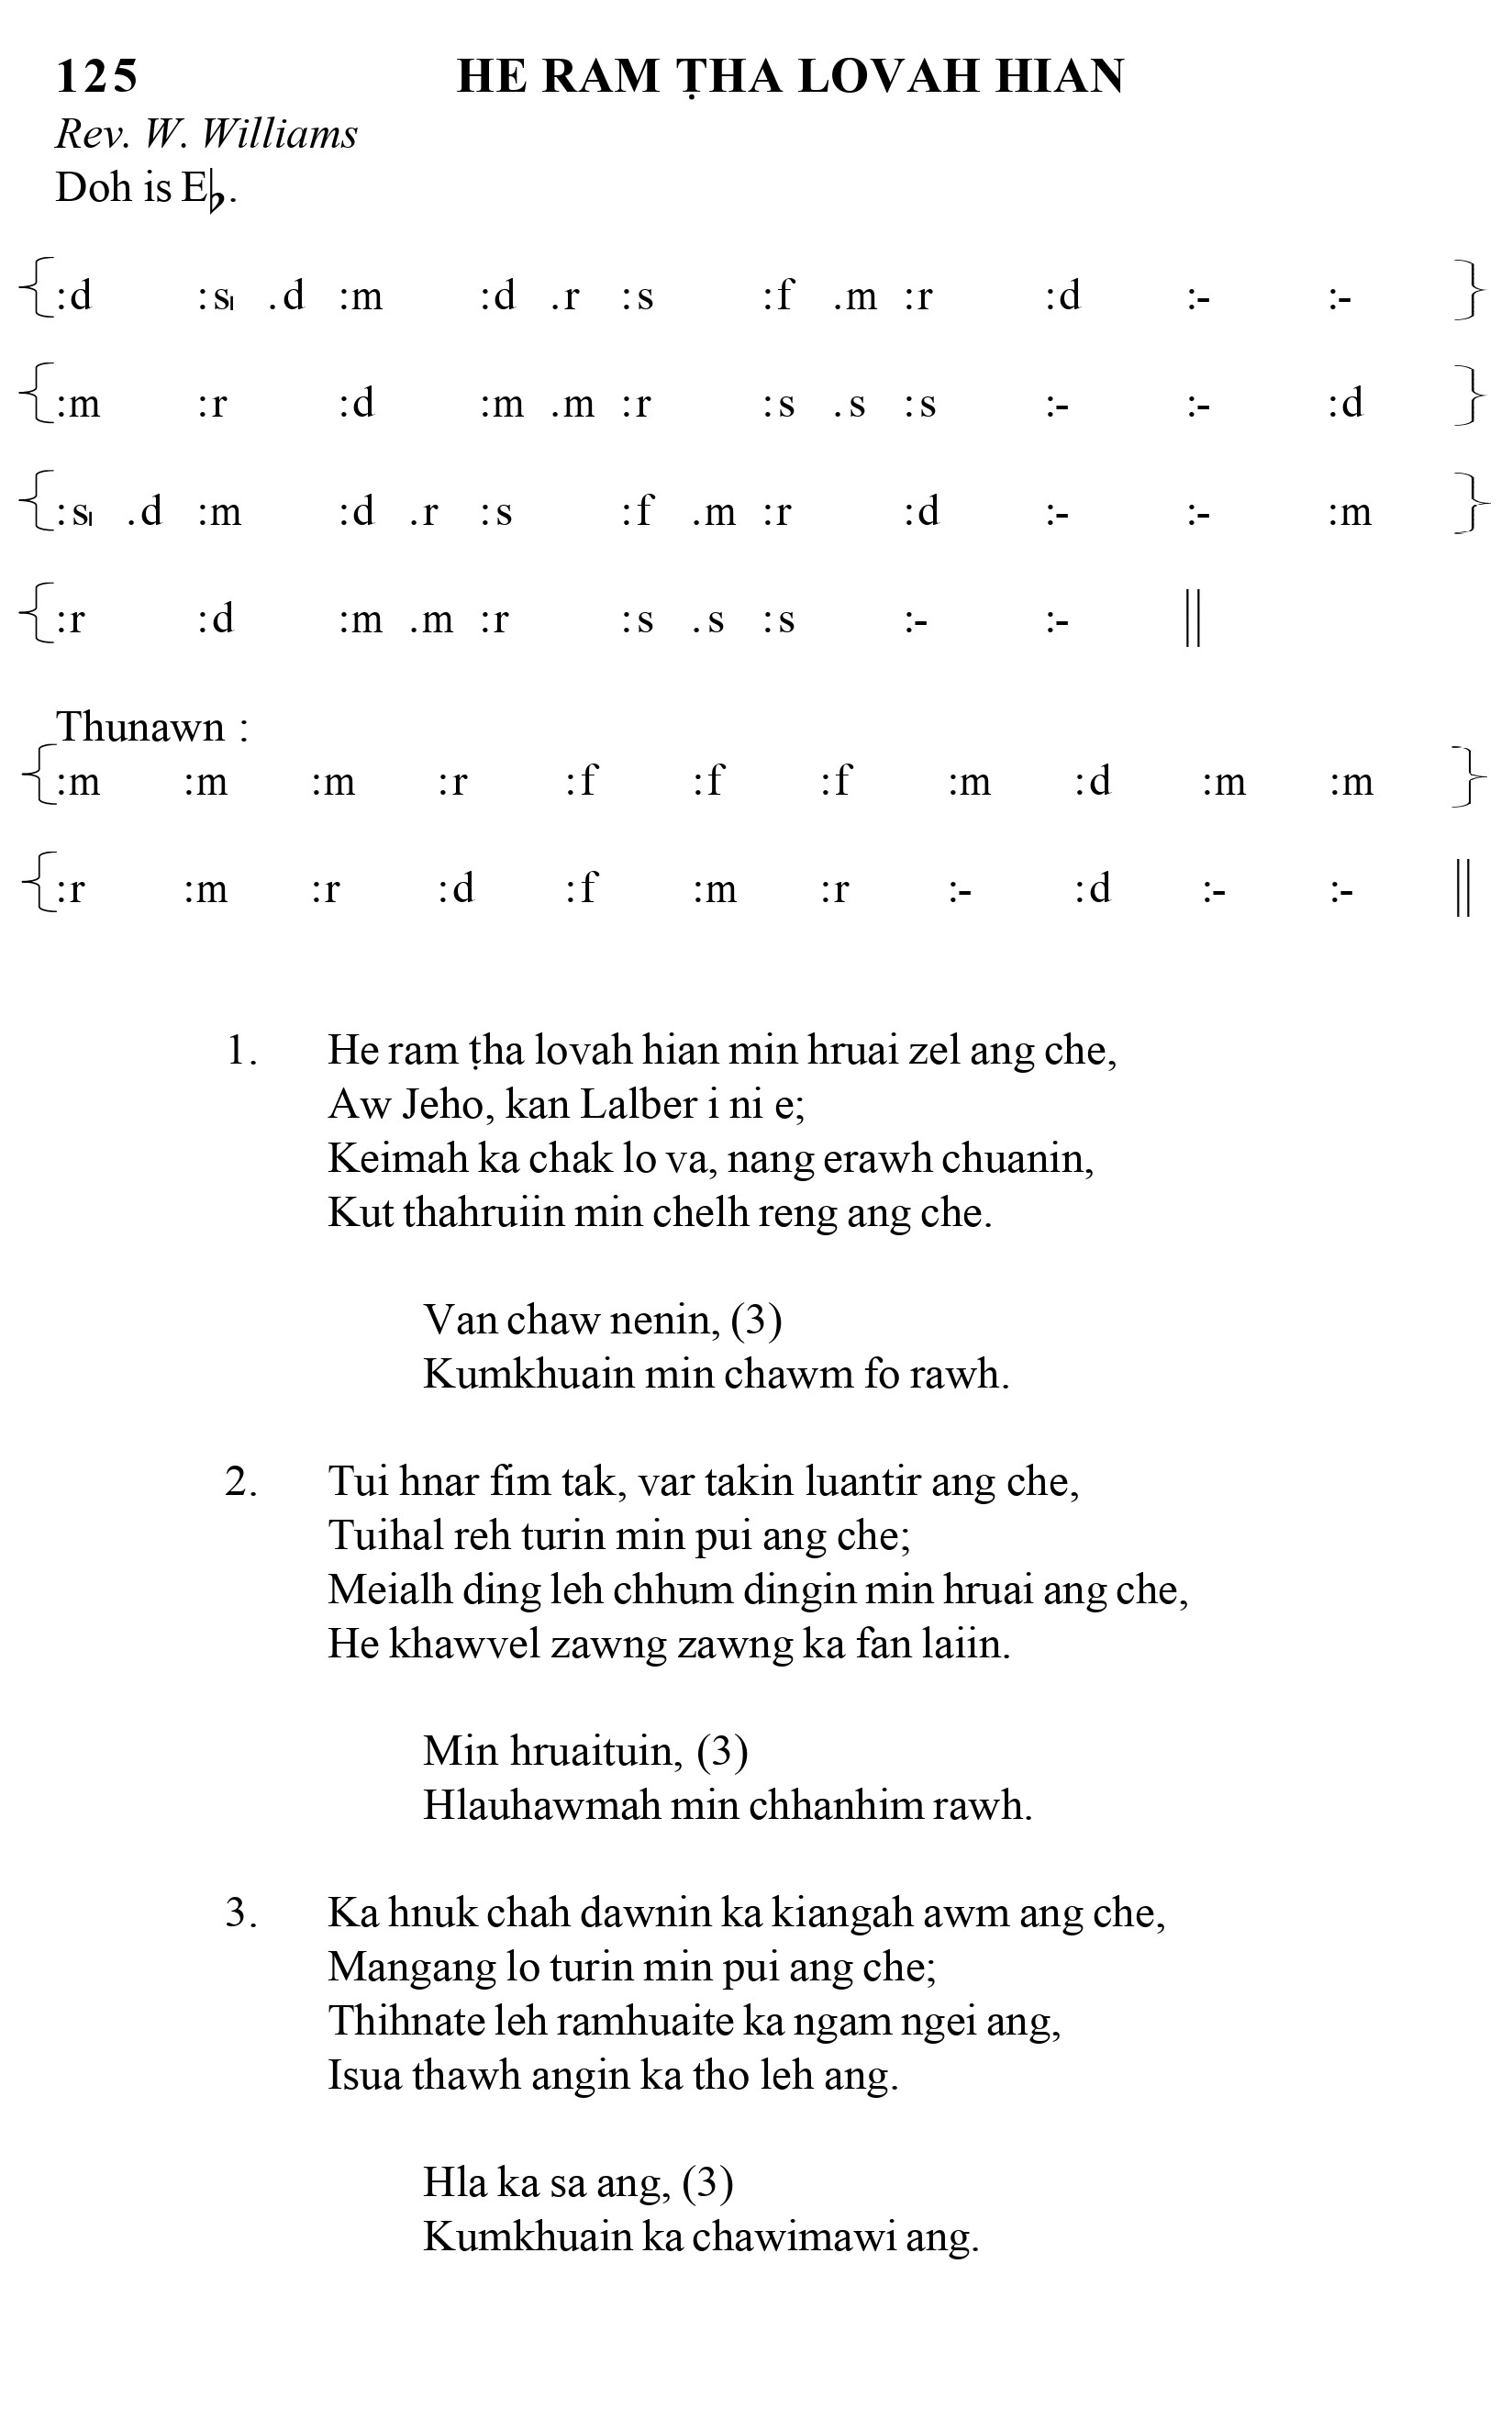 125 HE RAM ṬHA LOVAH HIAN
Rev. W. Williams
Doh is E♭.
{:d :s₁ .d :m :d .r :s :f .m :r :d :- :- }
{:m :r :d :m .m :r :s .s :s :- :- :d }
{:s₁ .d :m :d .r :s :f .m :r :d :- :- :m }
{:r :d :m .m :r :s .s :s :- :- ||
Thunawn :
{:m :m :m :r :f :f :f :m :d :m :m }
{:r :m :r :d :f :m :r :- :d :- :- ||
1. He ram ṭha lovah hian min hruai zel ang che,
Aw Jeho, kan Lalber i ni e;
Keimah ka chak lo va, nang erawh chuanin,
Kut thahruiin min chelh reng ang che.
Van chaw nenin, (3)
Kumkhuain min chawm fo rawh.
2. Tui hnar fim tak, var takin luantir ang che,
Tuihal reh turin min pui ang che;
Meialh ding leh chhum dingin min hruai ang che,
He khawvel zawng zawng ka fan laiin.
Min hruaituin, (3)
Hlauhawmah min chhanhim rawh.
3. Ka hnuk chah dawnin ka kiangah awm ang che,
Mangang lo turin min pui ang che;
Thihnate leh ramhuaite ka ngam ngei ang,
Isua thawh angin ka tho leh ang.
Hla ka sa ang, (3)
Kumkhuain ka chawimawi ang.